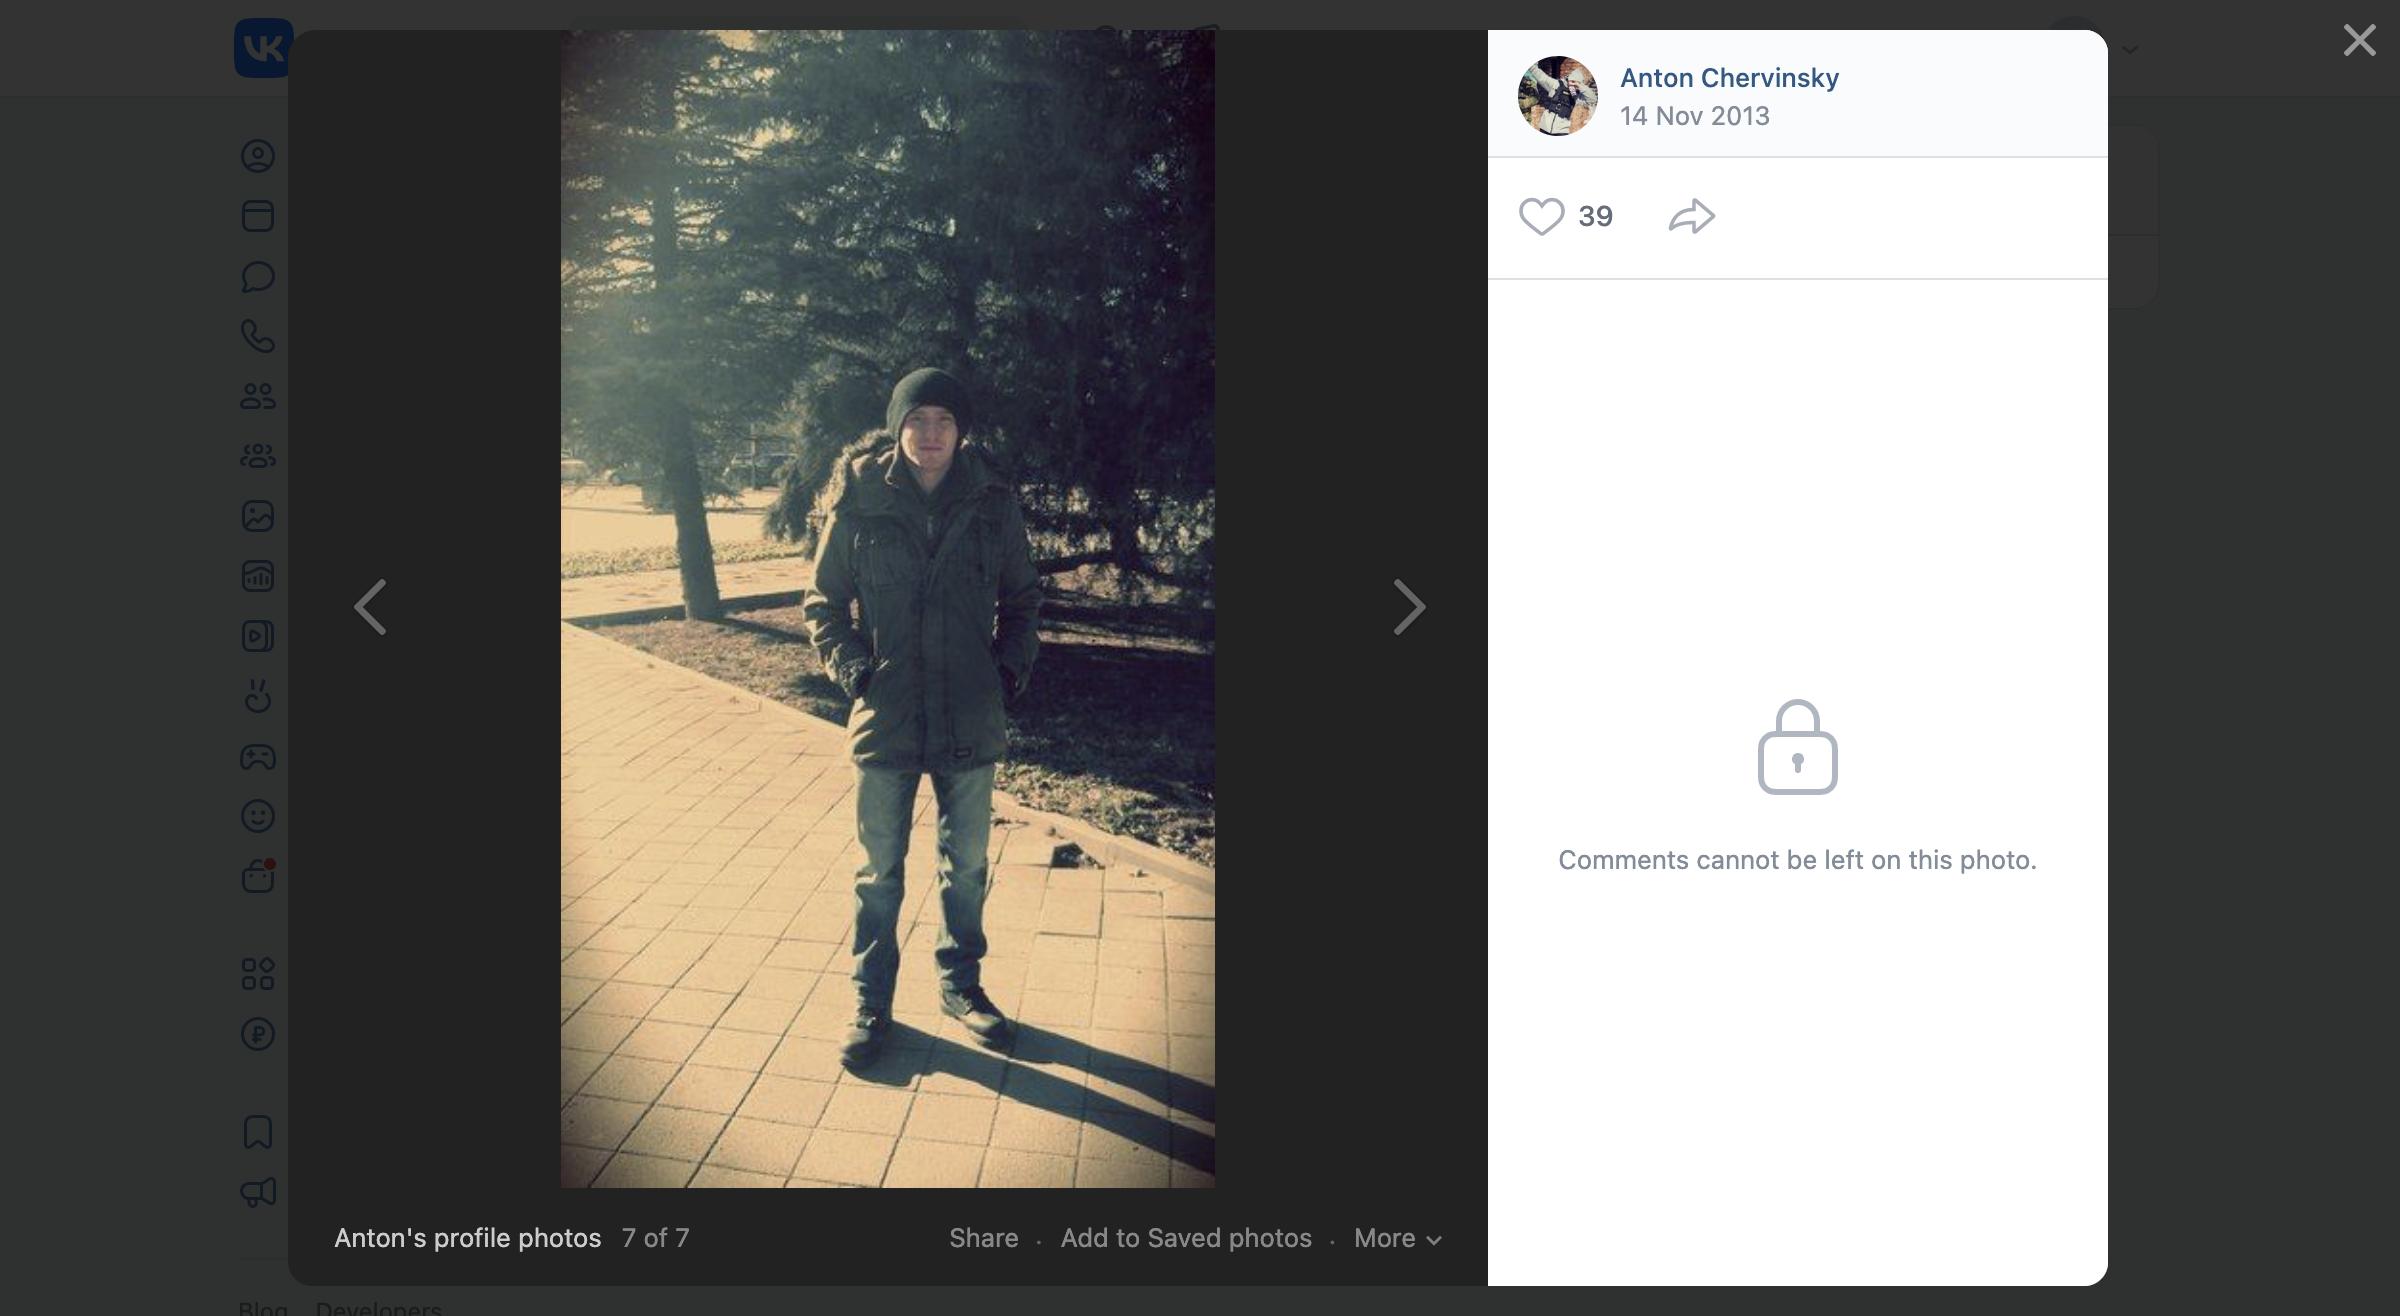 VK
Anton Chervinsky
14 Nov 2013
39
Comments cannot be left on this photo.
Anton's profile photos 7 of 7
Share · Add to Saved photos · More
Blog Developers